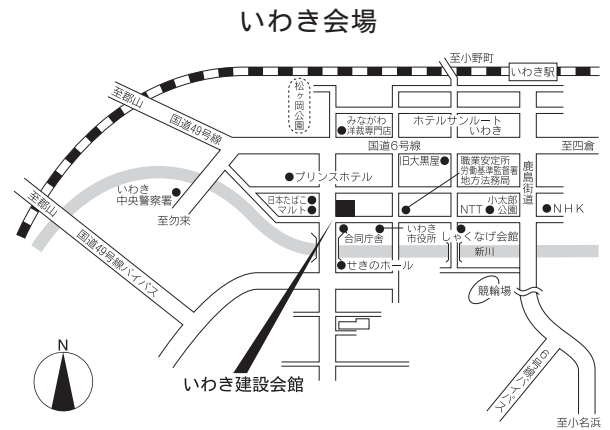 いわき会場
至小野町
いわき駅
松ヶ岡公園
至郡山
国道49号線
みながわ
洋裁専門店
ホテルサンルート
いわき
国道6号線
至四倉
旧大黒屋
職業安定所
労働基準監督署
地方法務局
鹿島街道
プリンスホテル
いわき
中央警察署
日本たばこ
マルト
至勿来
小太郎
公園
NTT
NHK
至郡山
国道49号線バイパス
合同庁舎
いわき
市役所
しゃくなげ会館
新川
せきのホール
競輪場
N
いわき建設会館
6号線バイパス
至小名浜